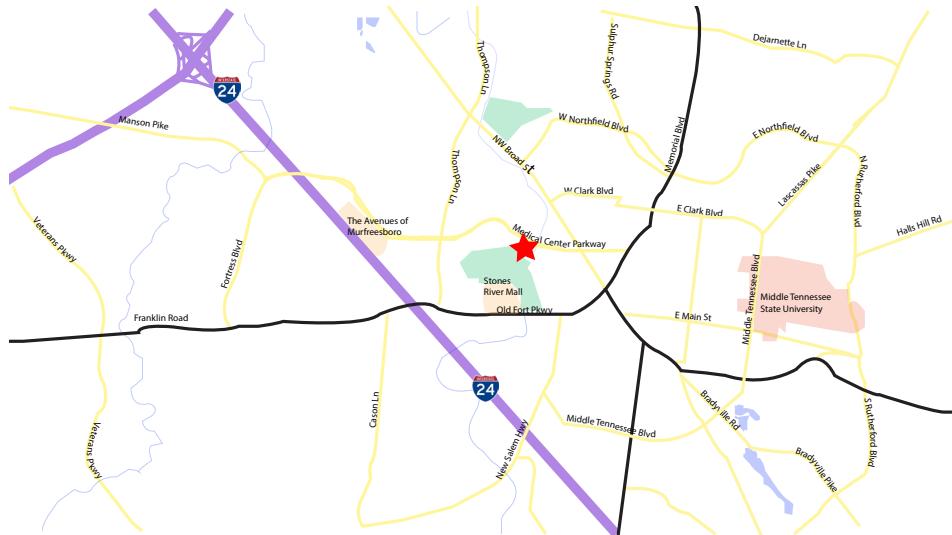 Dejarnette Ln
Sulphur Springs Rd
Thompson Ln
24
Manson Pike
W Northfield Blvd
E Northfield Blvd
Memorial Blvd
NW Broad st
Thompson Ln
Lascassas Pike
N Rutherford Blvd
W Clark Blvd
E Clark Blvd
Halls Hill Rd
The Avenues of
Murfreesboro
Veterans Pkwy
Fortress Blvd
Medical Center Parkway
Middle Tennessee Blvd
Stones
River Mall
Middle Tennessee
State University
Old Fort Pkwy
Franklin Road
E Main St
24
Cason Ln
New Salem Hwy
Middle Tennessee Blvd
Bradyville Rd
S Rutherford Blvd
Veterans Pkwy
Bradyville Pike